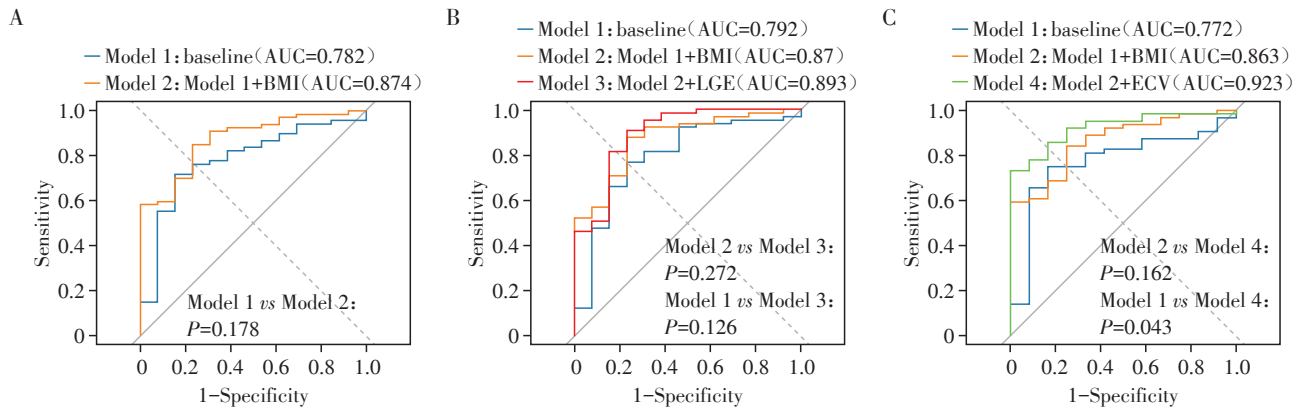 A
Model 1:baseline(AUC=0.782)
Model 2:Model 1+BMI(AUC=0.874)
1.0
0.8
0.6
0.4
0.2
0
Sensitivity
Model 1 vs Model 2:
P=0.178
0 0.2 0.4 0.6 0.8 1.0
1-Specificity
B
Model 1:baseline(AUC=0.792)
Model 2:Model 1+BMI(AUC=0.87)
Model 3:Model 2+LGE(AUC=0.893)
1.0
0.8
0.6
0.4
0.2
0
Sensitivity
Model 2 vs Model 3:
P=0.272
Model 1 vs Model 3:
P=0.126
0 0.2 0.4 0.6 0.8 1.0
1-Specificity
C
Model 1:baseline(AUC=0.772)
Model 2:Model 1+BMI(AUC=0.863)
Model 4:Model 2+ECV(AUC=0.923)
1.0
0.8
0.6
0.4
0.2
0
Sensitivity
Model 2 vs Model 4:
P=0.162
Model 1 vs Model 4:
P=0.043
0 0.2 0.4 0.6 0.8 1.0
1-Specificity